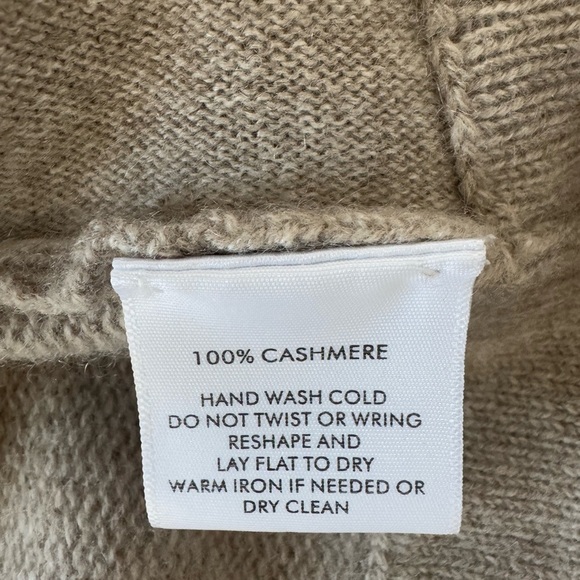 100% CASHMERE
HAND WASH COLD
DO NOT TWIST OR WRING
RESHAPE AND
LAY FLAT TO DRY
WARM IRON IF NEEDED OR
DRY CLEAN